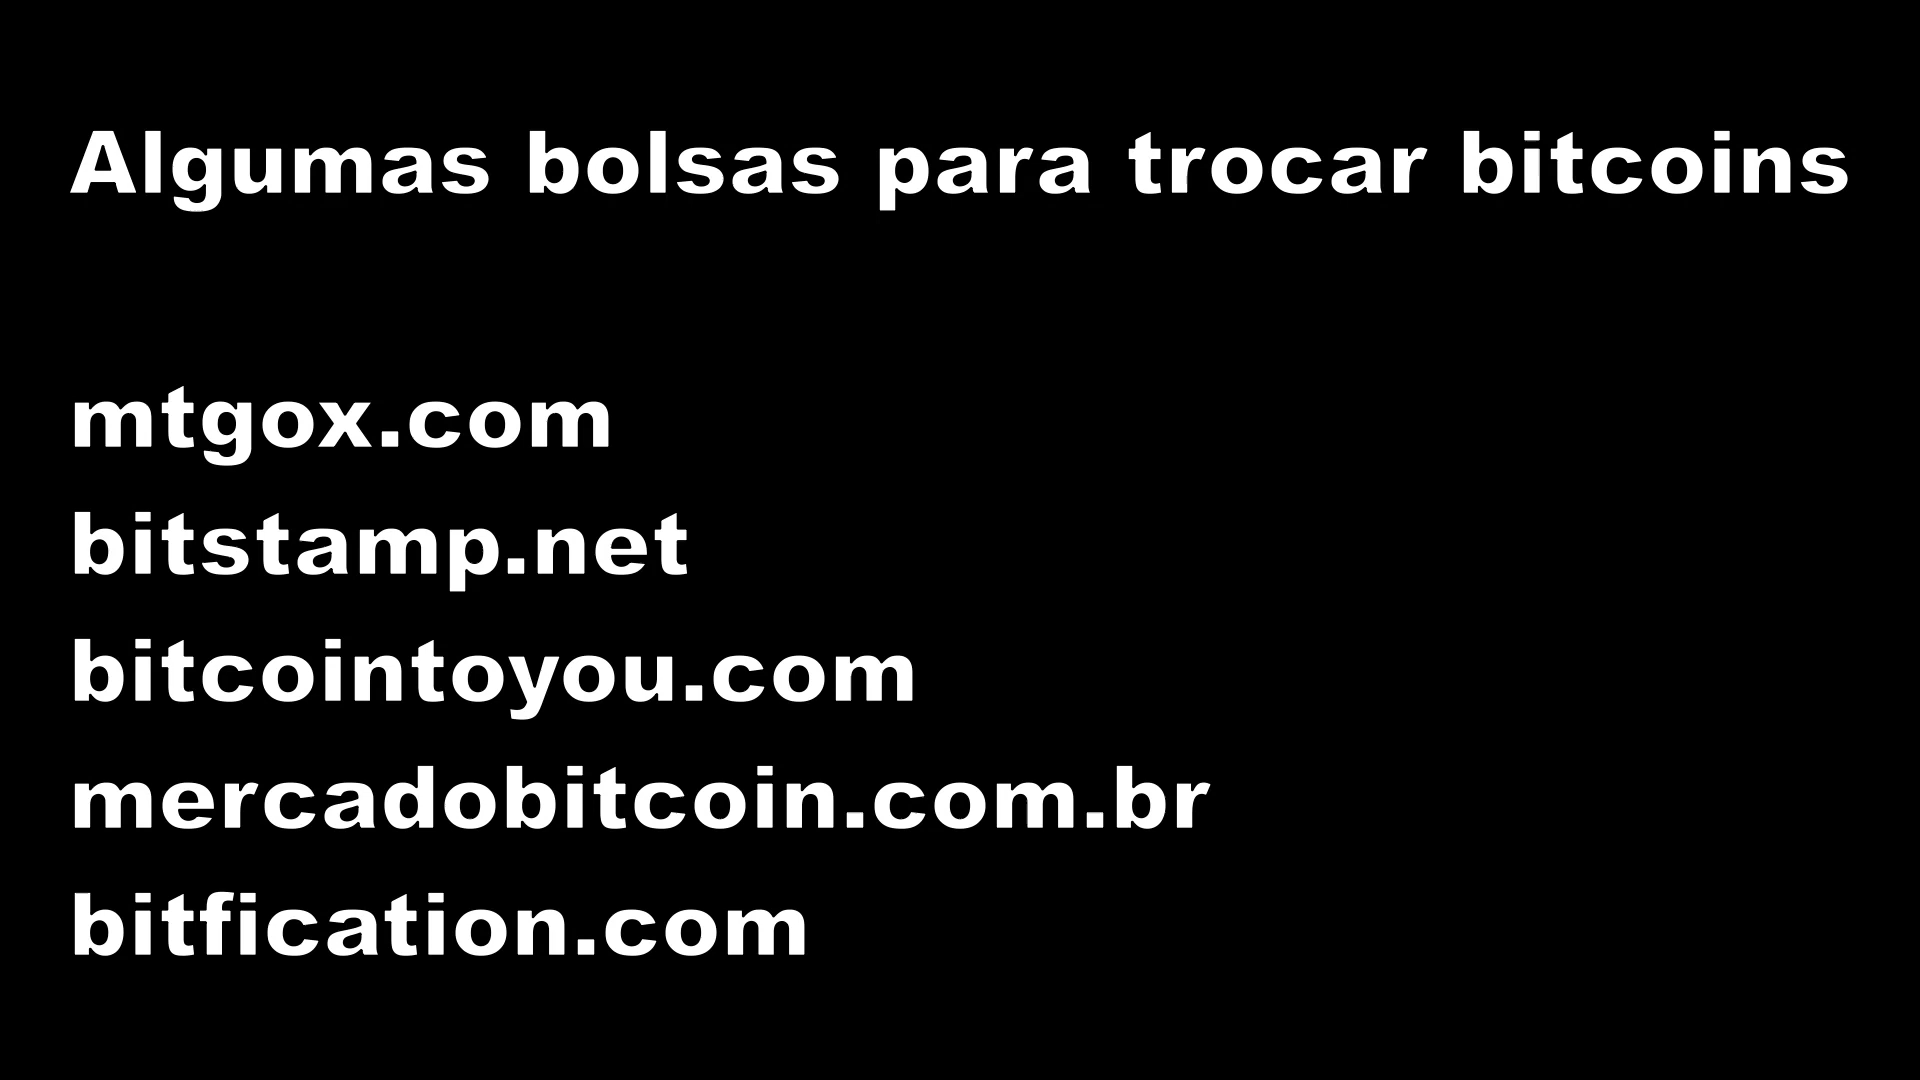 Algumas bolsas para trocar bitcoins
mtgox.com
bitstamp.net
bitcointoyou.com
mercadobitcoin.com.br
bitfication.com